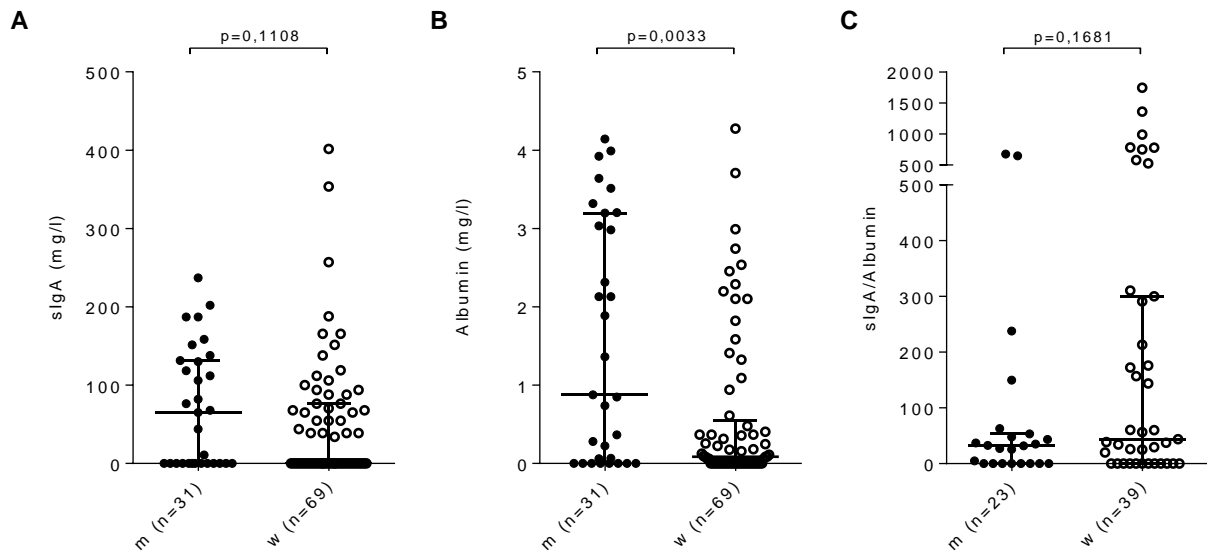 A
p=0,1108
sIgA (mg/l)
500
400
300
200
100
0
m (n=31)
w (n=69)
B
p=0,0033
Albumin (mg/l)
5
4
3
2
1
0
m (n=31)
w (n=69)
C
p=0,1681
sIgA/Albumin
2000
1500
1000
500
500
400
300
200
100
0
m (n=23)
w (n=39)